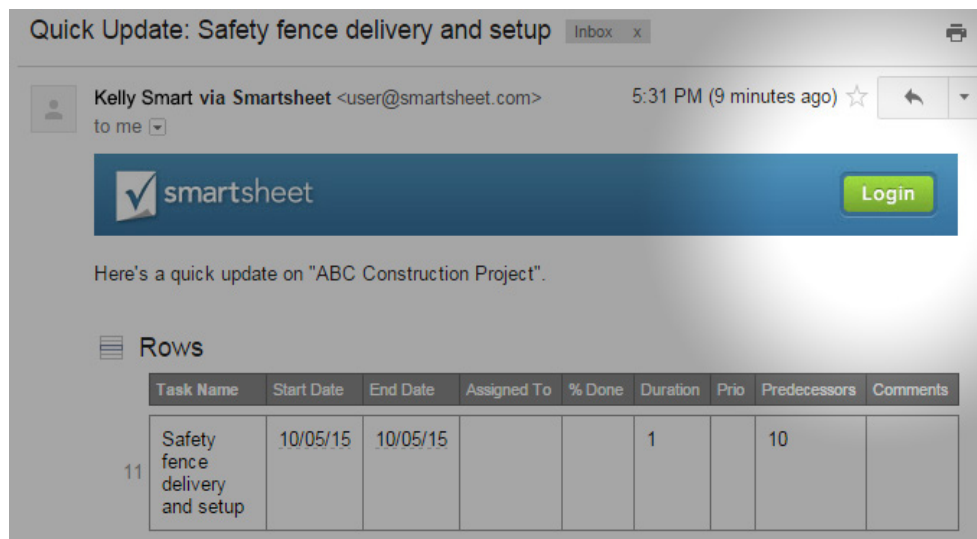 Quick Update: Safety fence delivery and setup Inbox x
Kelly Smart via Smartsheet <user@smartsheet.com> 5:31 PM (9 minutes ago)
to me
smartsheet Login
Here's a quick update on "ABC Construction Project".
Rows
Task Name Start Date End Date Assigned To % Done Duration Prio Predecessors Comments
11 Safety fence delivery and setup 10/05/15 10/05/15 1 10